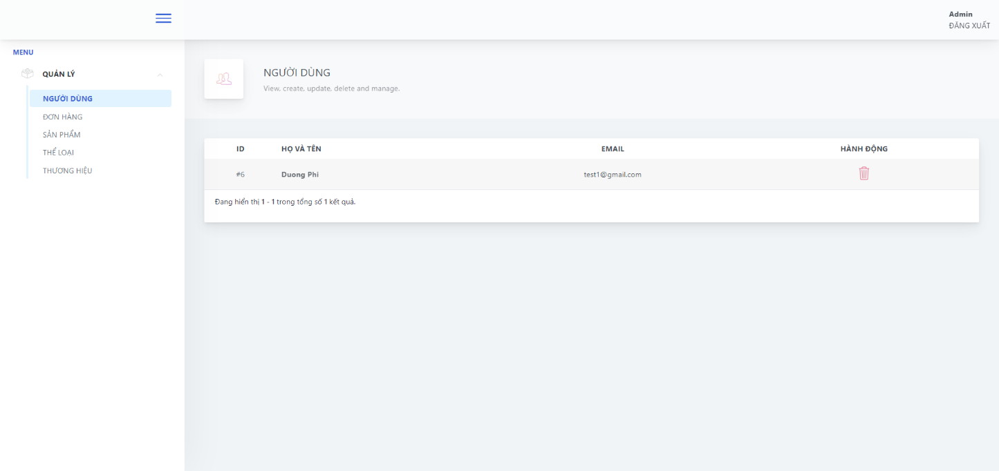 Admin
ĐĂNG XUẤT
MENU
QUẢN LÝ
NGƯỜI DÙNG
ĐƠN HÀNG
SẢN PHẨM
THỂ LOẠI
THƯƠNG HIỆU
NGƯỜI DÙNG
View, create, update, delete and manage.
ID HỌ VÀ TÊN EMAIL HÀNH ĐỘNG
#6 Duong Phi test1@gmail.com
Đang hiển thị 1 - 1 trong tổng số 1 kết quả.